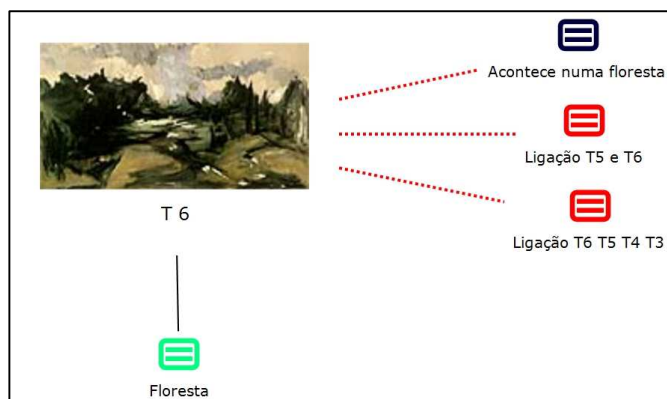 Acontece numa floresta
Ligação T5 e T6
T 6
Ligação T6 T5 T4 T3
Floresta